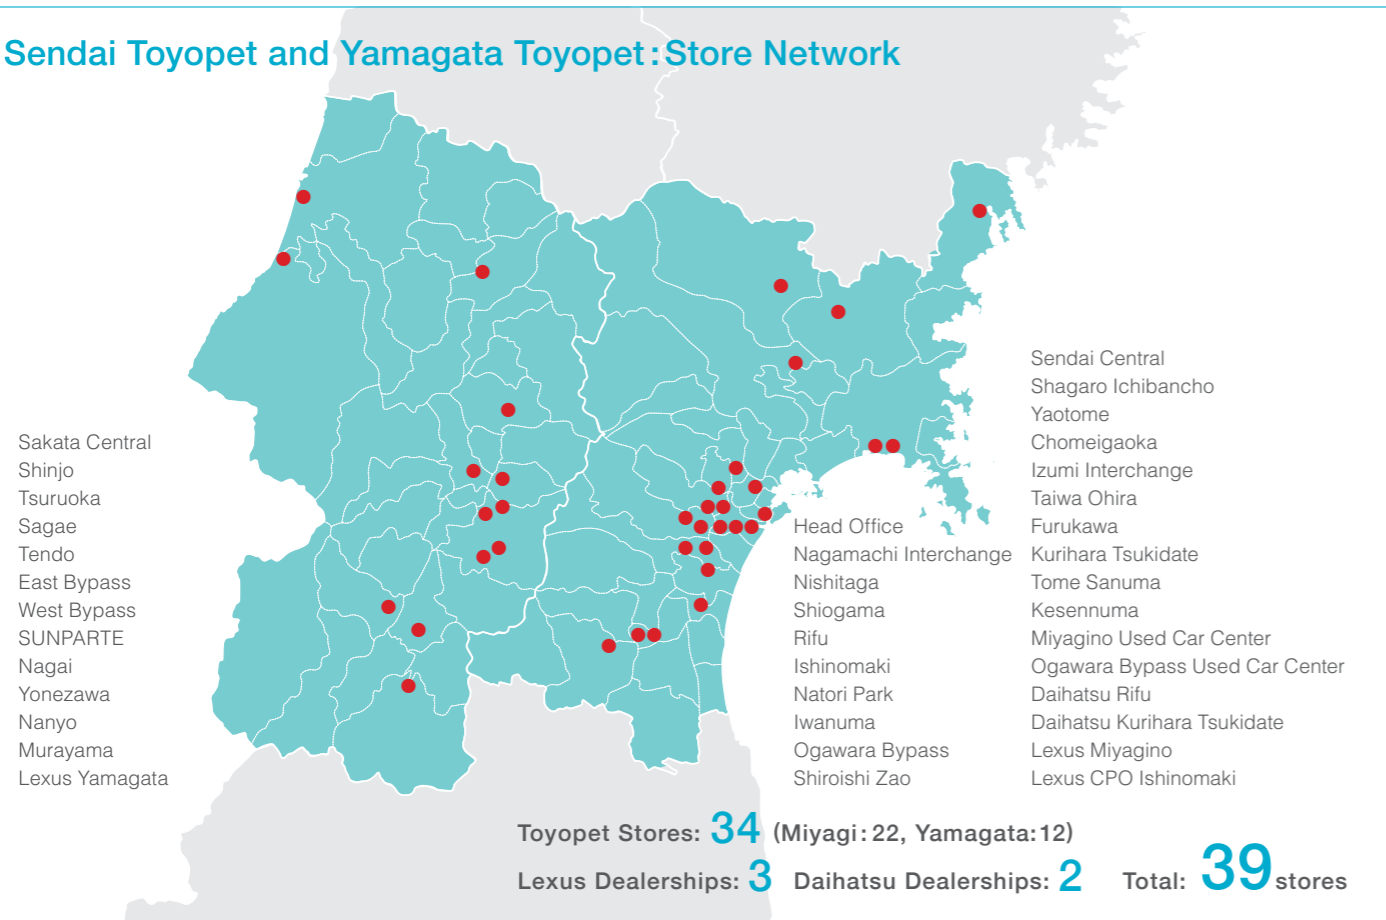 Sendai Toyopet and Yamagata Toyopet:Store Network
Sakata Central
Shinjo
Tsuruoka
Sagae
Tendo
East Bypass
West Bypass
SUNPARTE
Nagai
Yonezawa
Nanyo
Murayama
Lexus Yamagata
Head Office
Nagamachi Interchange
Nishitaga
Shiogama
Rifu
Ishinomaki
Natori Park
Iwanuma
Ogawara Bypass
Shiroishi Zao
Sendai Central
Shagaro Ichibancho
Yaotome
Chomeigaoka
Izumi Interchange
Taiwa Ohira
Furukawa
Kurihara Tsukidate
Tome Sanuma
Kesennuma
Miyagino Used Car Center
Ogawara Bypass Used Car Center
Daihatsu Rifu
Daihatsu Kurihara Tsukidate
Lexus Miyagino
Lexus CPO Ishinomaki
Toyopet Stores: 34 (Miyagi:22, Yamagata:12)
Lexus Dealerships: 3 Daihatsu Dealerships: 2 Total: 39 stores